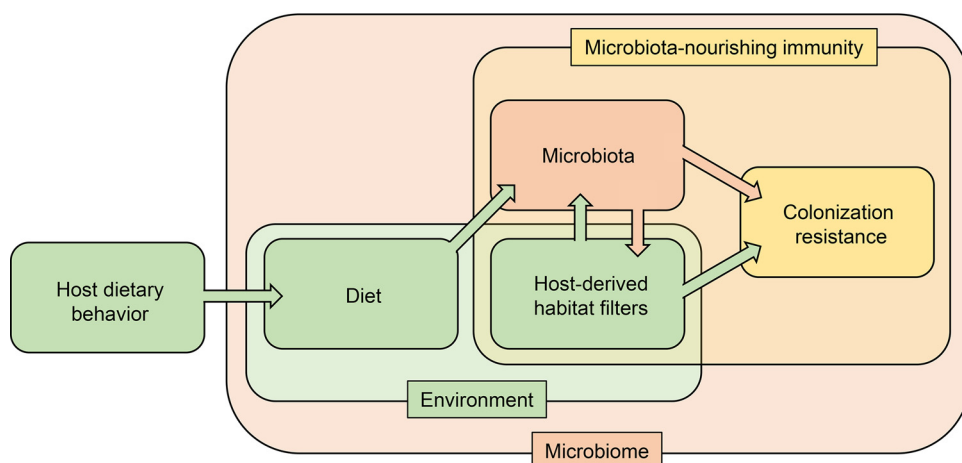 Microbiota-nourishing immunity
Microbiota
Colonization
resistance
Host dietary
behavior
Diet
Host-derived
habitat filters
Environment
Microbiome